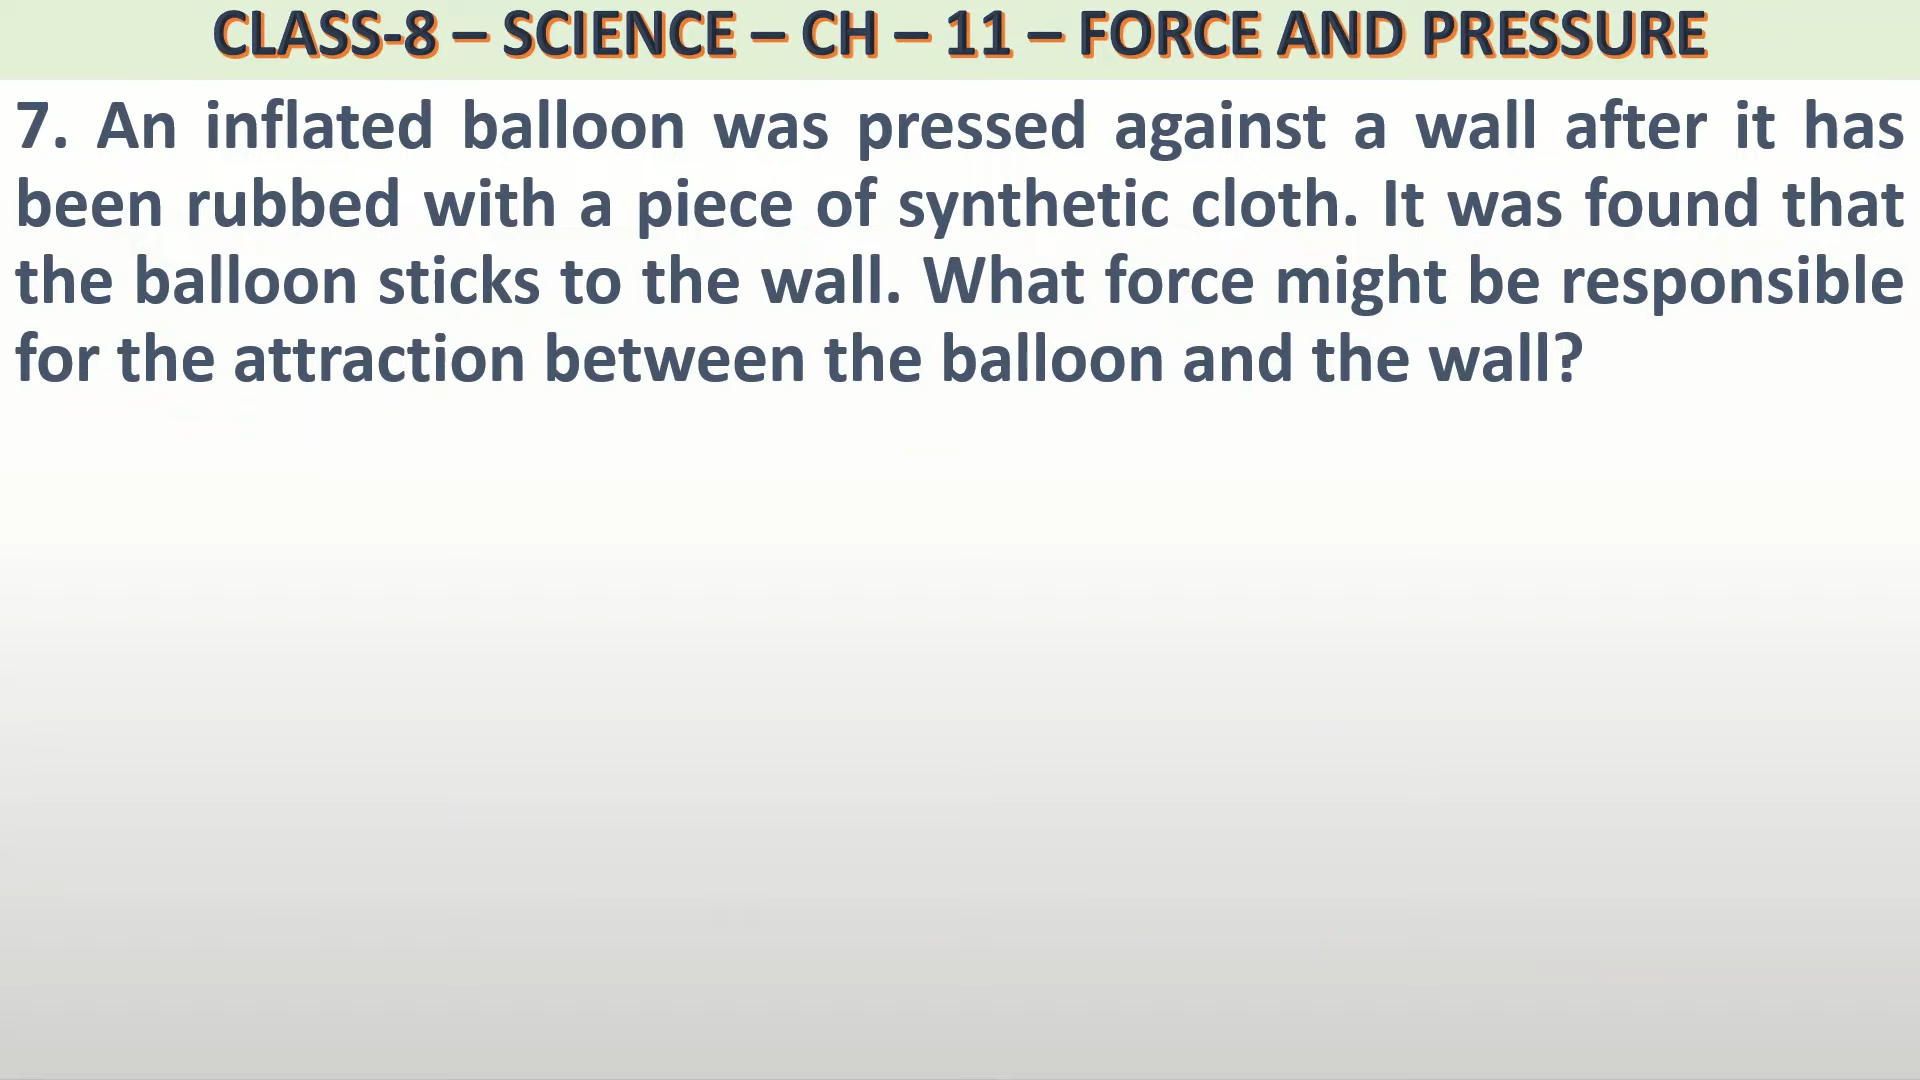 CLASS-8 – SCIENCE – CH – 11 – FORCE AND PRESSURE
7. An inflated balloon was pressed against a wall after it has
been rubbed with a piece of synthetic cloth. It was found that
the balloon sticks to the wall. What force might be responsible
for the attraction between the balloon and the wall?